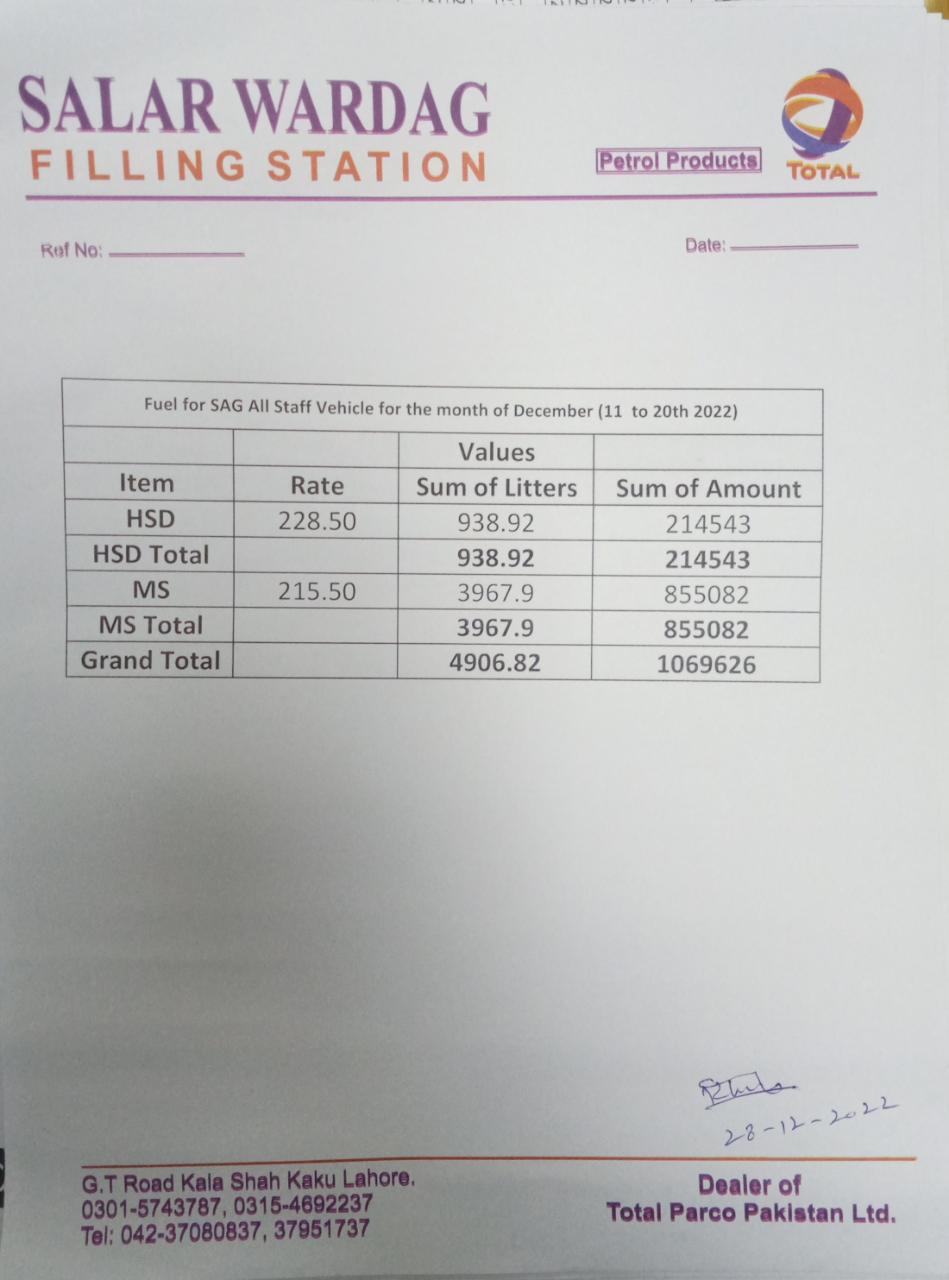 SALAR WARDAG
FILLING STATION
Petrol Products
TOTAL
Ref No:
Date:
Fuel for SAG All Staff Vehicle for the month of December (11 to 20th 2022)
Values
Item Rate Sum of Litters Sum of Amount
HSD 228.50 938.92 214543
HSD Total 938.92 214543
MS 215.50 3967.9 855082
MS Total 3967.9 855082
Grand Total 4906.82 1069626
28-12-2022
G.T Road Kala Shah Kaku Lahore.
0301-5743787, 0315-4692237
Tel: 042-37080837, 37951737
Dealer of
Total Parco Pakistan Ltd.